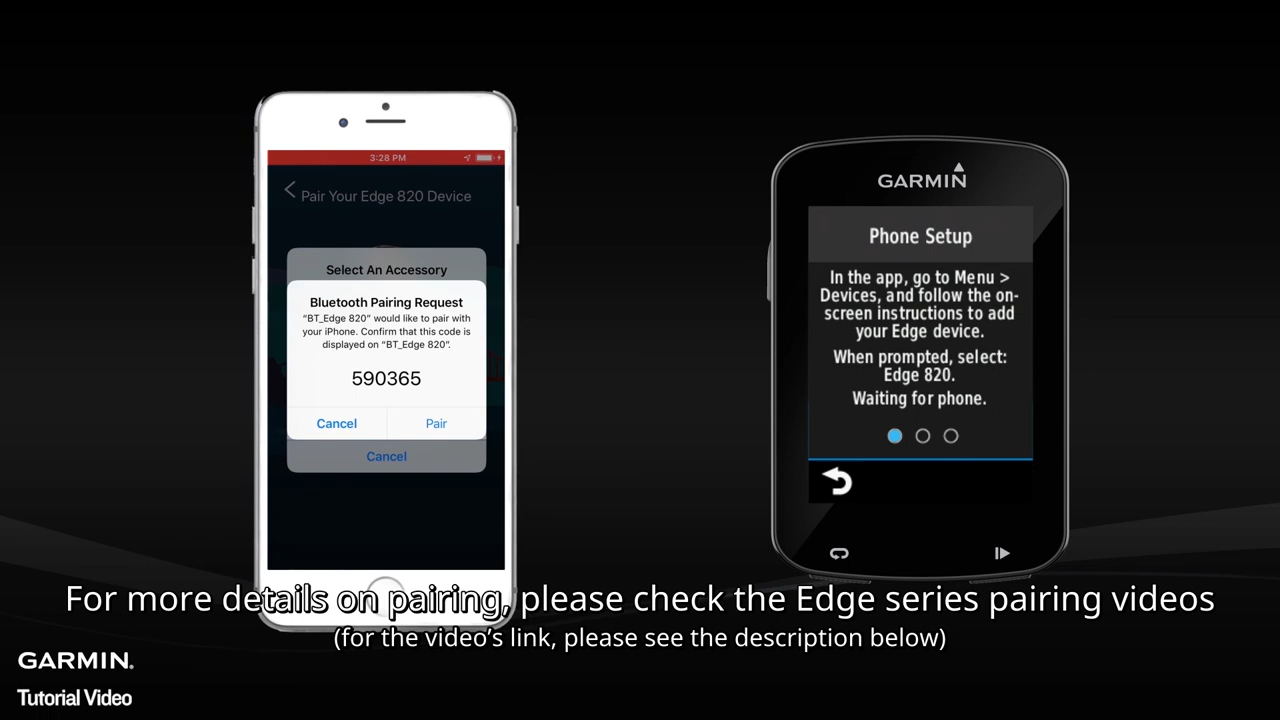 3:28 PM
Pair Your Edge 820 Device
Select An Accessory
Bluetooth Pairing Request
“BT_Edge 820” would like to pair with
your iPhone. Confirm that this code is
displayed on “BT_Edge 820”.
590365
Cancel Pair
Cancel
GARMIN
Phone Setup
In the app, go to Menu >
Devices, and follow the on-
screen instructions to add
your Edge device.
When prompted, select:
Edge 820.
Waiting for phone.
For more details on pairing, please check the Edge series pairing videos
(for the video’s link, please see the description below)
GARMIN.
Tutorial Video